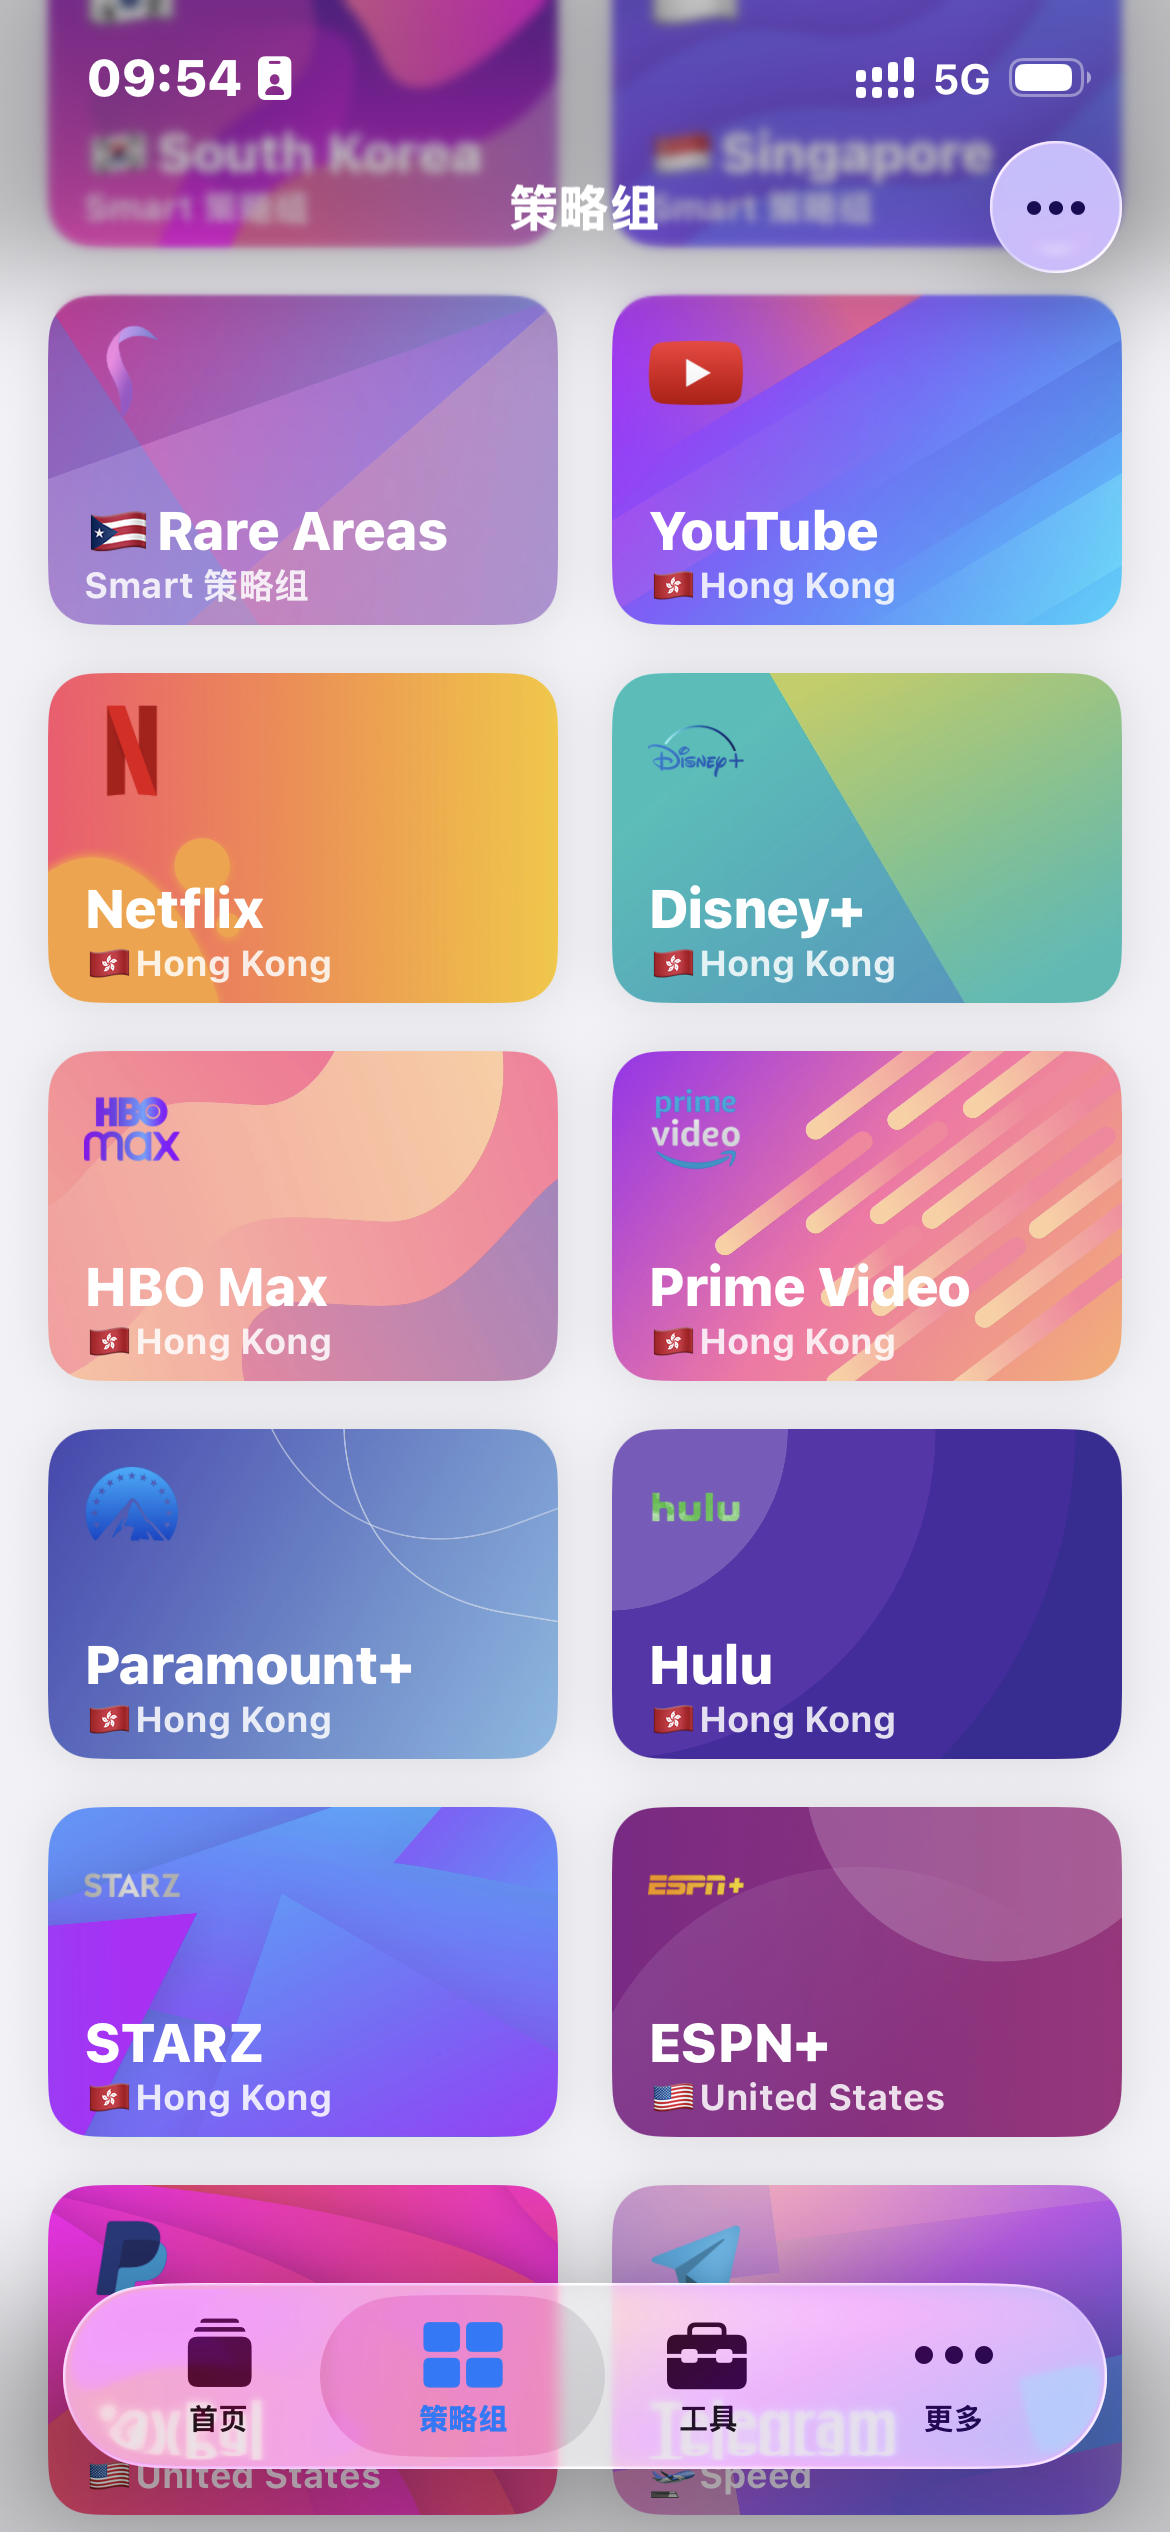 09:54
5G
South Korea
Smart 策略组
Singapore
Smart 策略组
策略组
Rare Areas
Smart 策略组
YouTube
Hong Kong
Netflix
Hong Kong
Disney+
Disney+
Hong Kong
HBO
max
HBO Max
Hong Kong
prime
video
Prime Video
Hong Kong
Paramount+
Hong Kong
hulu
Hulu
Hong Kong
STARZ
STARZ
Hong Kong
ESPN+
ESPN+
United States
Telegram
United States
Speed
首页
策略组
工具
更多